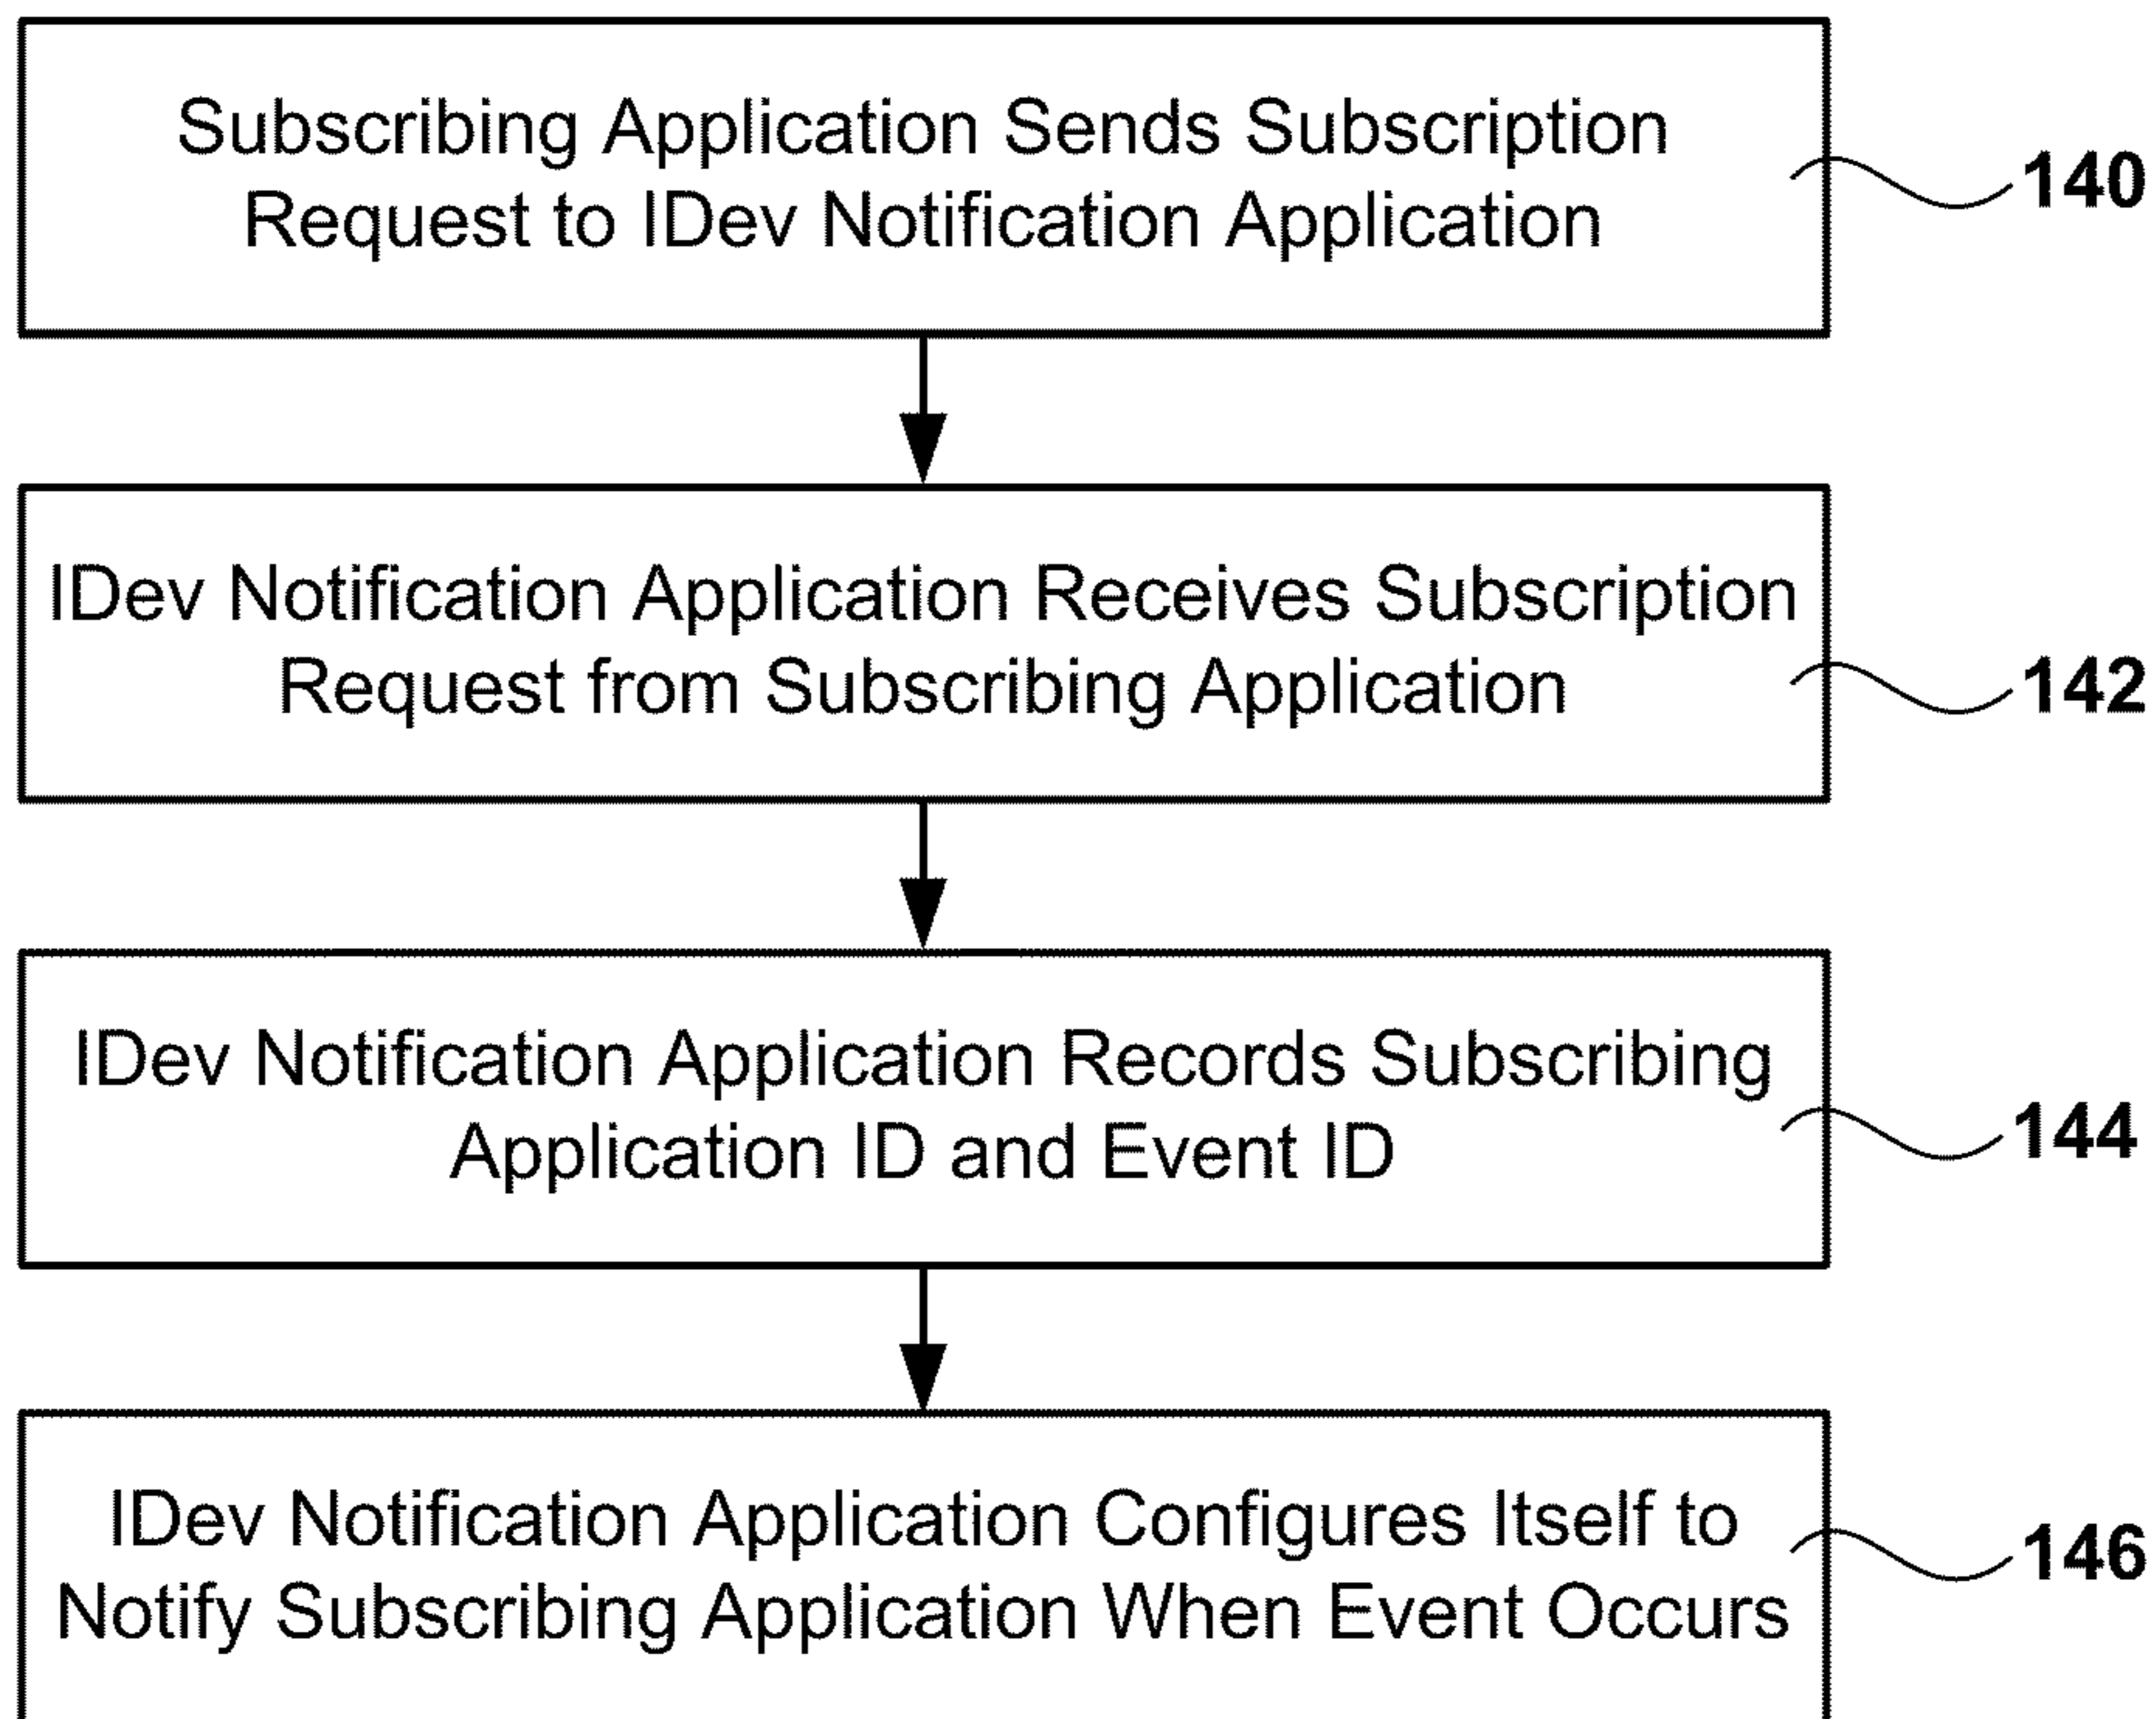 Subscribing Application Sends Subscription
Request to IDev Notification Application
140
IDev Notification Application Receives Subscription
Request from Subscribing Application
142
IDev Notification Application Records Subscribing
Application ID and Event ID
144
IDev Notification Application Configures Itself to
Notify Subscribing Application When Event Occurs
146